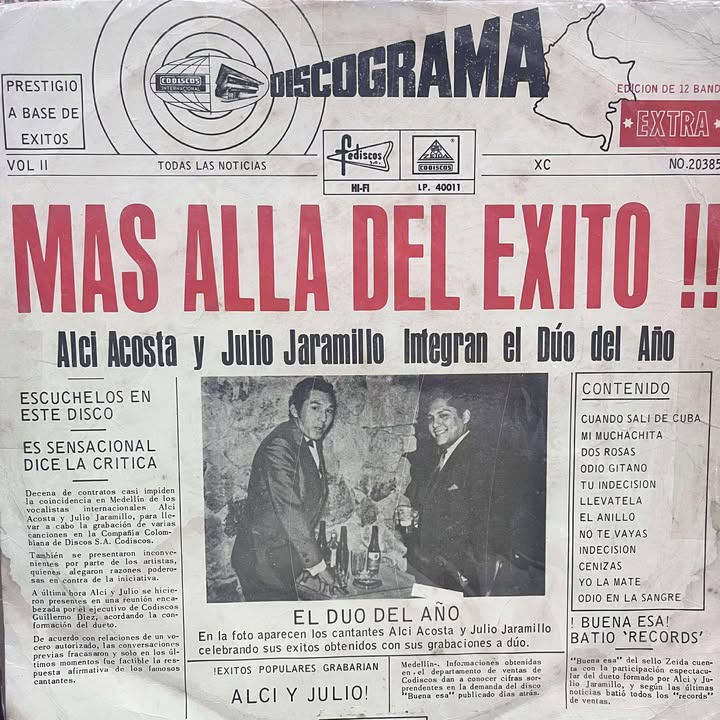 PRESTIGIO
A BASE DE
EXITOS
CODISCOS
INTERNACIONAL
DISCOGRAMA
EDICION DE 12 BAND
EXTRA
VOL II
TODAS LAS NOTICIAS
fediscos
HI-FI
ZEIDA
CODISCOS
LP. 40011
XC
NO.20385
MAS ALLA DEL EXITO !!
Alci Acosta y Julio Jaramillo Integran el Dúo del Año
ESCUCHELOS EN
ESTE DISCO
ES SENSACIONAL
DICE LA CRITICA
Decena de contratos casi impiden
la coincidencia en Medellín de los
vocalistas internacionales Alci
Acosta y Julio Jaramillo, para lle-
var a cabo la grabación de varias
canciones en la Compañía Colom-
biana de Discos S.A. Codiscos.
También se presentaron inconve-
nientes por parte de los artistas,
quienes alegaron razones podero-
sas en contra de la iniciativa.
A última hora Alci y Julio se hicie-
ron presentes en una reunión enca-
bezada por el ejecutivo de Codiscos
Guillermo Díez, acordando la con-
formación del dueto.
De acuerdo con relaciones de un vo-
cero autorizado, las conversaciones
previas fracasaron y solo en los úl-
timos momentos fue factible la res-
puesta afirmativa de los famosos
cantantes.
EL DUO DEL AÑO
En la foto aparecen los cantantes Alci Acosta y Julio Jaramillo
celebrando sus exitos obtenidos con sus grabaciones a dúo.
!EXITOS POPULARES GRABARIAN
ALCI Y JULIO!
Medellín-. Informaciones obtenidas
en el departamento de ventas de
Codiscos dan a conocer cifras sor-
prendentes en la demanda del disco
"Buena esa" publicado días atrás.
CONTENIDO
CUANDO SALI DE CUBA
MI MUCHACHITA
DOS ROSAS
ODIO GITANO
TU INDECISION
LLEVATELA
EL ANILLO
NO TE VAYAS
INDECISION
CENIZAS
YO LA MATE
ODIO EN LA SANGRE
! BUENA ESA!
BATIO 'RECORDS'
"Buena esa" del sello Zeida cuen-
ta con la participación espectacu-
lar del dueto formado por Alci y Ju-
lio Jaramillo, y según las últimas
noticias batió todos los "records"
de ventas.